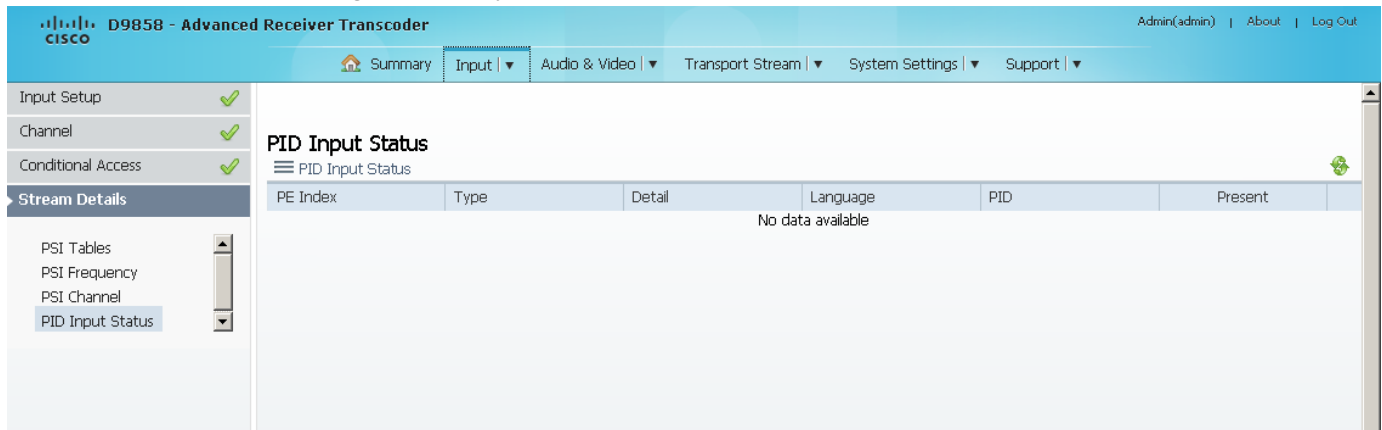 cisco D9858 - Advanced Receiver Transcoder
Admin(admin) | About | Log Out
Summary Input | Audio & Video | Transport Stream | System Settings | Support |
Input Setup
Channel
Conditional Access
Stream Details
PSI Tables
PSI Frequency
PSI Channel
PID Input Status
PID Input Status
PID Input Status
PE Index Type Detail Language PID Present
No data available